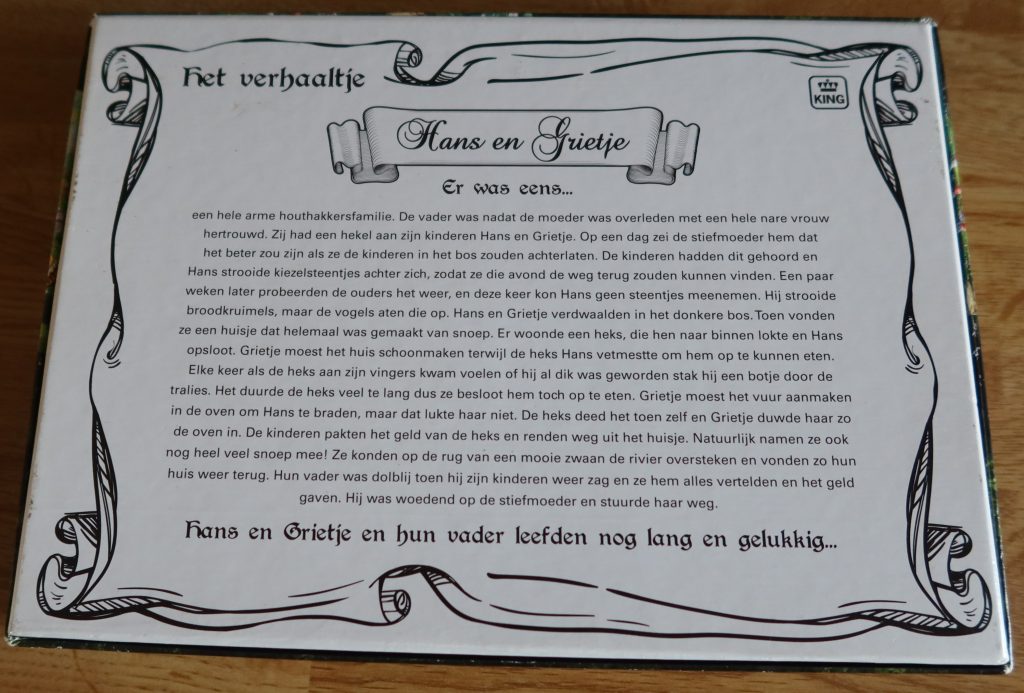 Het verhaaltje
KING
Hans en Grietje
Er was eens...
een hele arme houthakkersfamilie. De vader was nadat de moeder was overleden met een hele nare vrouw
hertrouwd. Zij had een hekel aan zijn kinderen Hans en Grietje. Op een dag zei de stiefmoeder hem dat
het beter zou zijn als ze de kinderen in het bos zouden achterlaten. De kinderen hadden dit gehoord en
Hans strooide kiezelsteentjes achter zich, zodat ze die avond de weg terug zouden kunnen vinden. Een paar
weken later probeerden de ouders het weer, en deze keer kon Hans geen steentjes meenemen. Hij strooide
broodkruimels, maar de vogels aten die op. Hans en Grietje verdwaalden in het donkere bos. Toen vonden
ze een huisje dat helemaal was gemaakt van snoep. Er woonde een heks, die hen naar binnen lokte en Hans
opsloot. Grietje moest het huis schoonmaken terwijl de heks Hans vetmestte om hem op te kunnen eten.
Elke keer als de heks aan zijn vingers kwam voelen of hij al dik was geworden stak hij een botje door de
tralies. Het duurde de heks veel te lang dus ze besloot hem toch op te eten. Grietje moest het vuur aanmaken
in de oven om Hans te braden, maar dat lukte haar niet. De heks deed het toen zelf en Grietje duwde haar zo
de oven in. De kinderen pakten het geld van de heks en renden weg uit het huisje. Natuurlijk namen ze ook
nog heel veel snoep mee! Ze konden op de rug van een mooie zwaan de rivier oversteken en vonden zo hun
huis weer terug. Hun vader was dolblij toen hij zijn kinderen weer zag en ze hem alles vertelden en het geld
gaven. Hij was woedend op de stiefmoeder en stuurde haar weg.
Hans en Grietje en hun vader leefden nog lang en gelukkig...